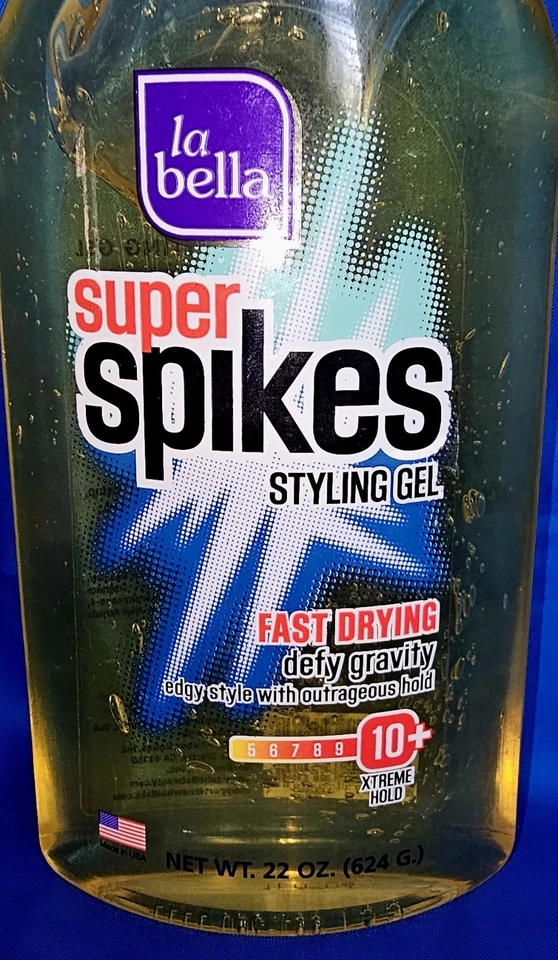 la
bella
super
spikes
STYLING GEL
FAST DRYING
defy gravity
edgy style with outrageous hold
5 6 7 8 9 10+
XTREME
HOLD
Made in USA
NET WT. 22 OZ. (624 G.)